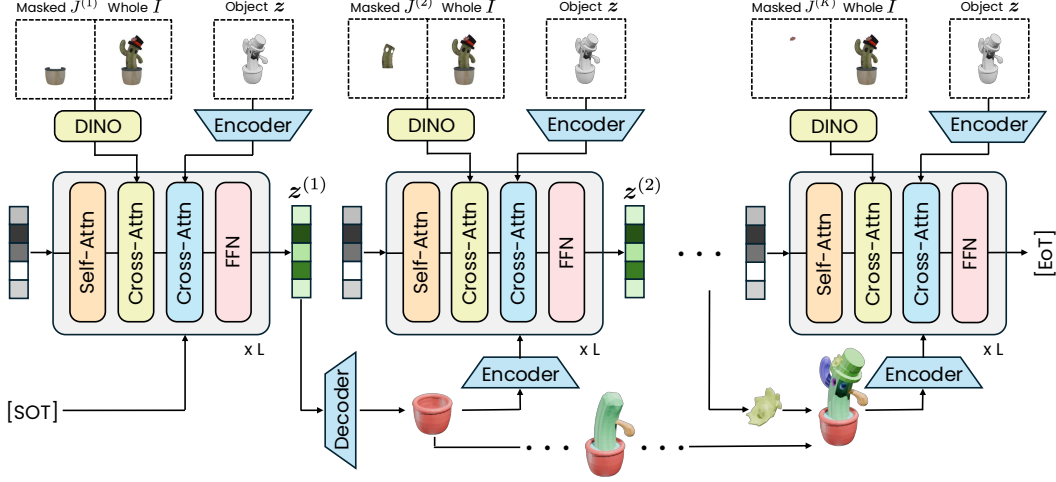 Masked J^(1) Whole I Object z
Masked J^(2) Whole I Object z
Masked J^(K) Whole I Object z
DINO Encoder
DINO Encoder
DINO Encoder
Self-Attn Cross-Attn Cross-Attn FFN
z^(1)
Self-Attn Cross-Attn Cross-Attn FFN
z^(2)
Self-Attn Cross-Attn Cross-Attn FFN
[EoT]
x L
x L
x L
[SOT]
Decoder
Encoder
Encoder